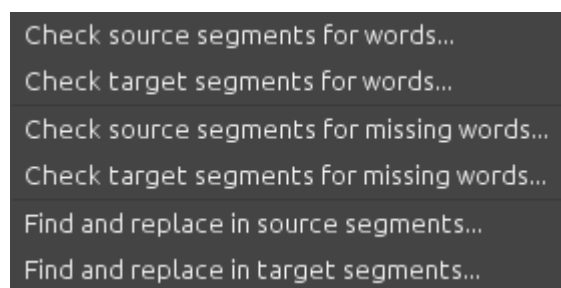 Check source segments for words...
Check target segments for words...
Check source segments for missing words...
Check target segments for missing words...
Find and replace in source segments...
Find and replace in target segments...